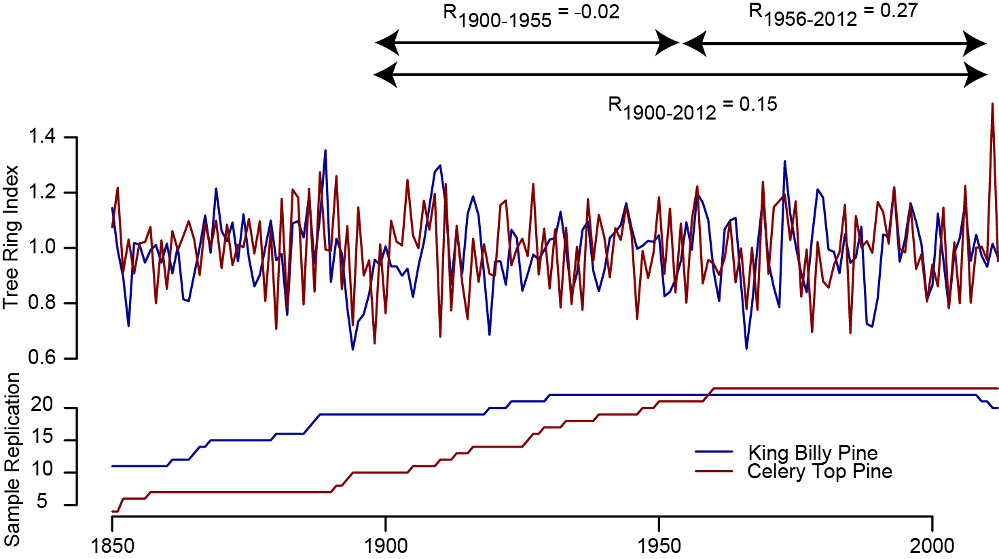 R1900-1955 = -0.02
R1956-2012 = 0.27
R1900-2012 = 0.15
Tree Ring Index
1.4
1.2
1.0
0.8
0.6
Sample Replication
20
15
10
5
King Billy Pine
Celery Top Pine
1850
1900
1950
2000